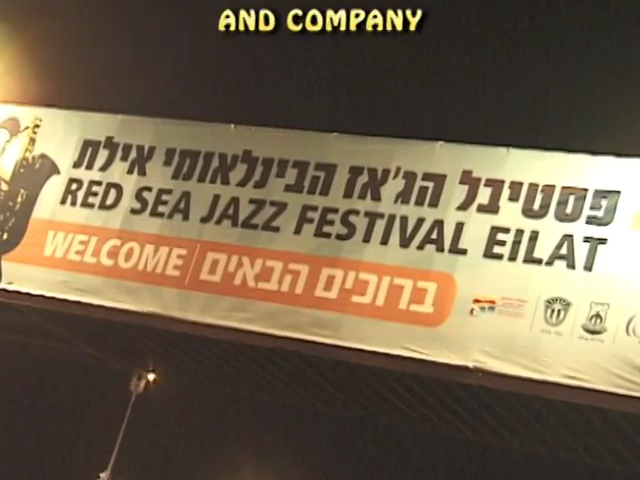 AND COMPANY
פסטיבל הג'אז הבינלאומי אילת
RED SEA JAZZ FESTIVAL EILAT
WELCOME | ברוכים הבאים